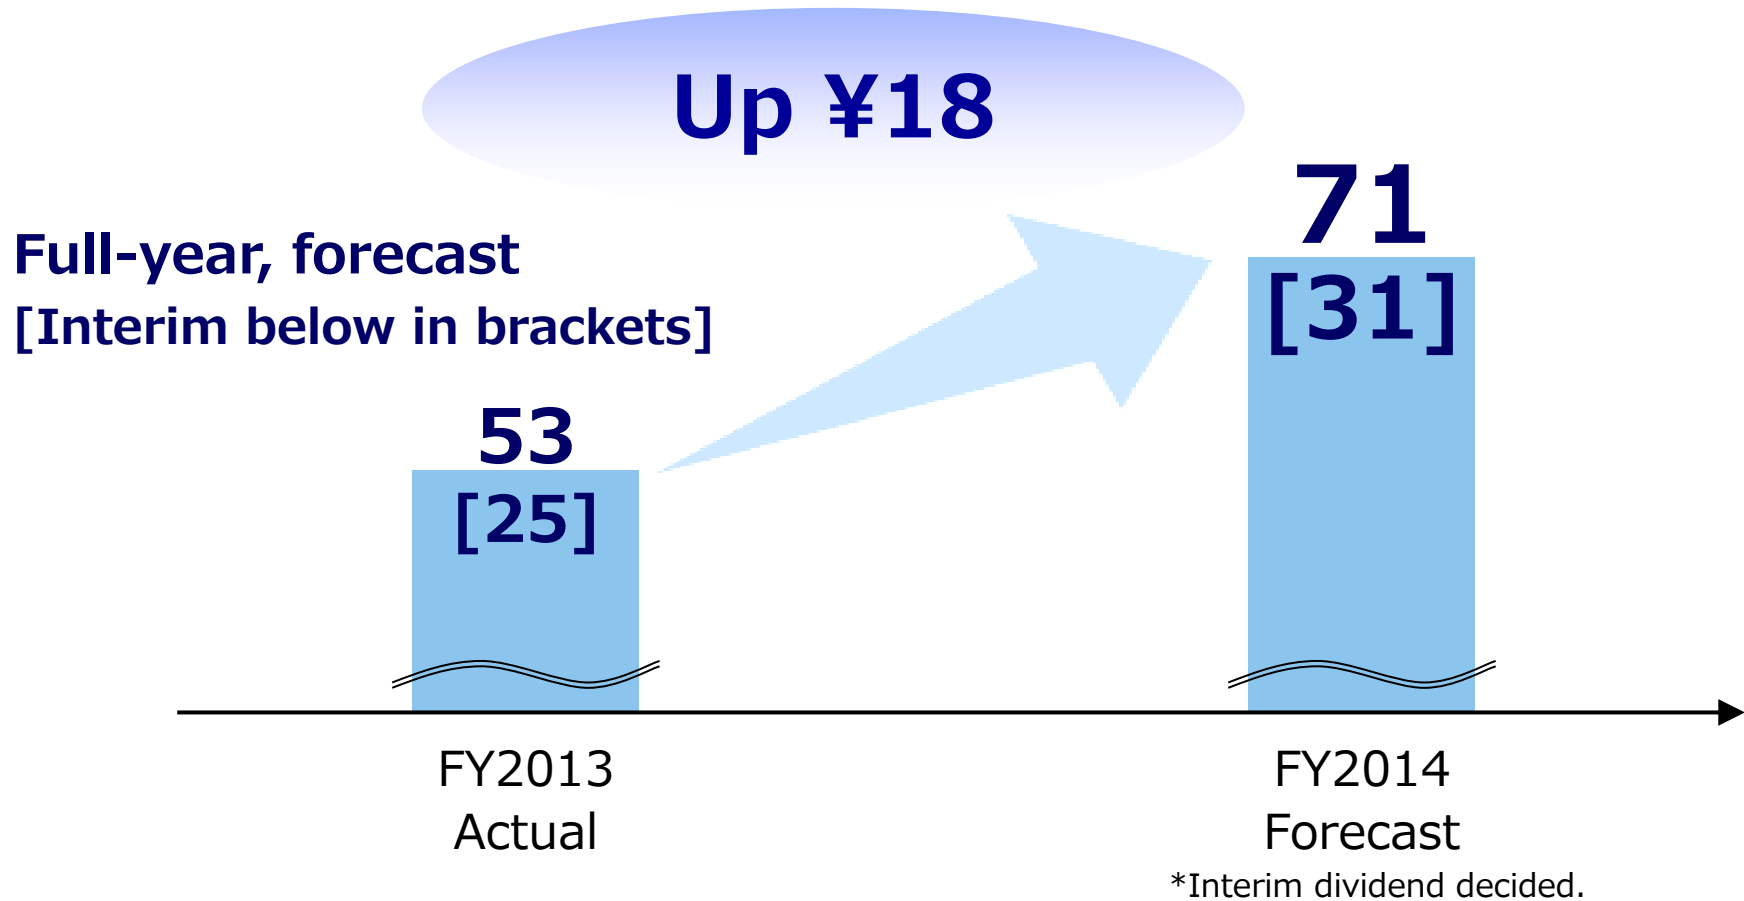 Up ¥18
Full-year, forecast
[Interim below in brackets]
71
[31]
53
[25]
FY2013
Actual
FY2014
Forecast
*Interim dividend decided.